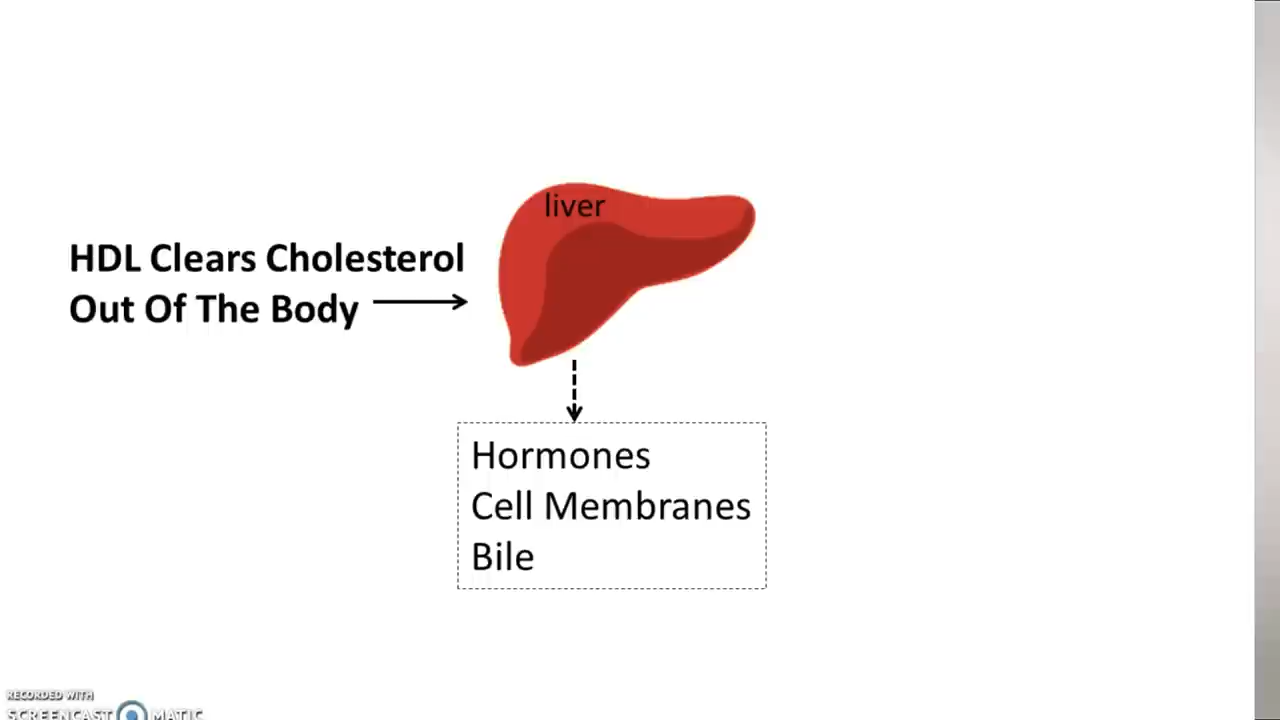 liver
HDL Clears Cholesterol
Out Of The Body
Hormones
Cell Membranes
Bile
RECORDED WITH
SCREENCAST MATIC